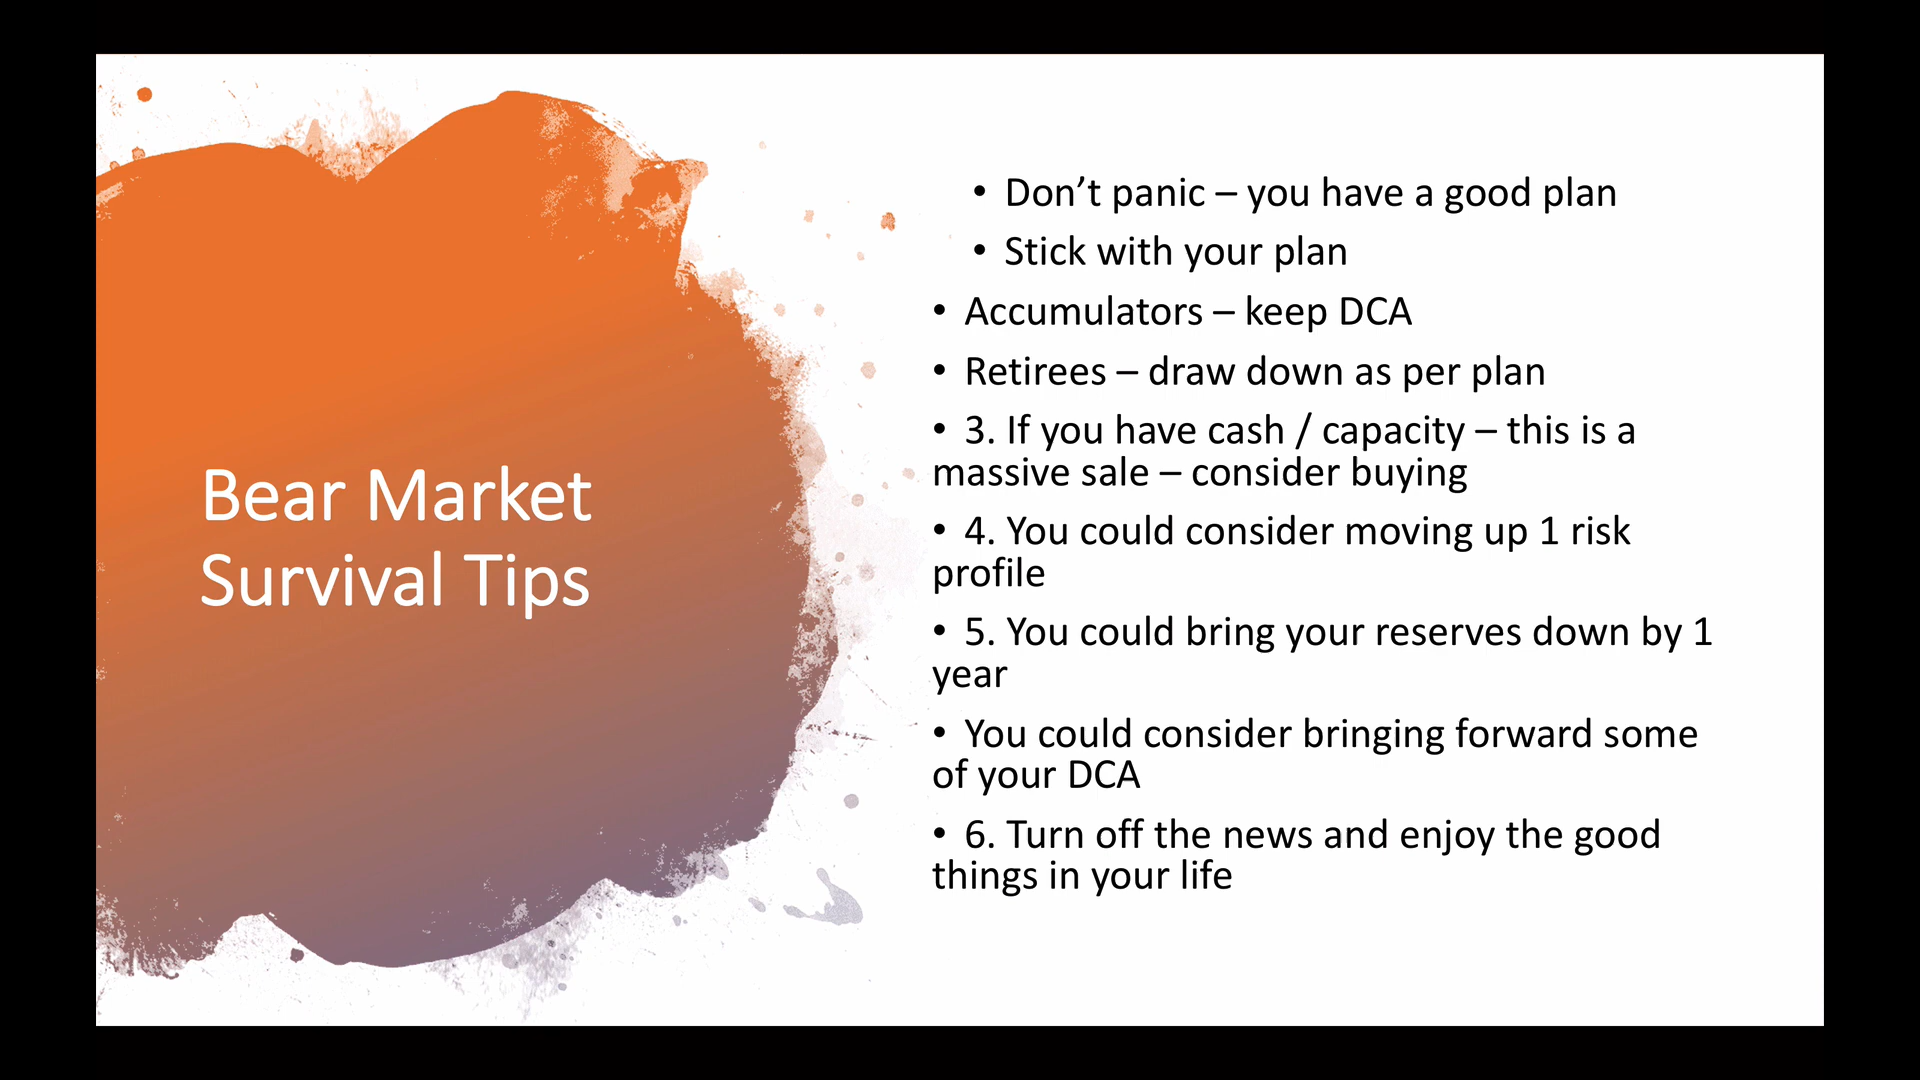 Bear Market
Survival Tips
• Don’t panic – you have a good plan
• Stick with your plan
• Accumulators – keep DCA
• Retirees – draw down as per plan
• 3. If you have cash / capacity – this is a
massive sale – consider buying
• 4. You could consider moving up 1 risk
profile
• 5. You could bring your reserves down by 1
year
• You could consider bringing forward some
of your DCA
• 6. Turn off the news and enjoy the good
things in your life